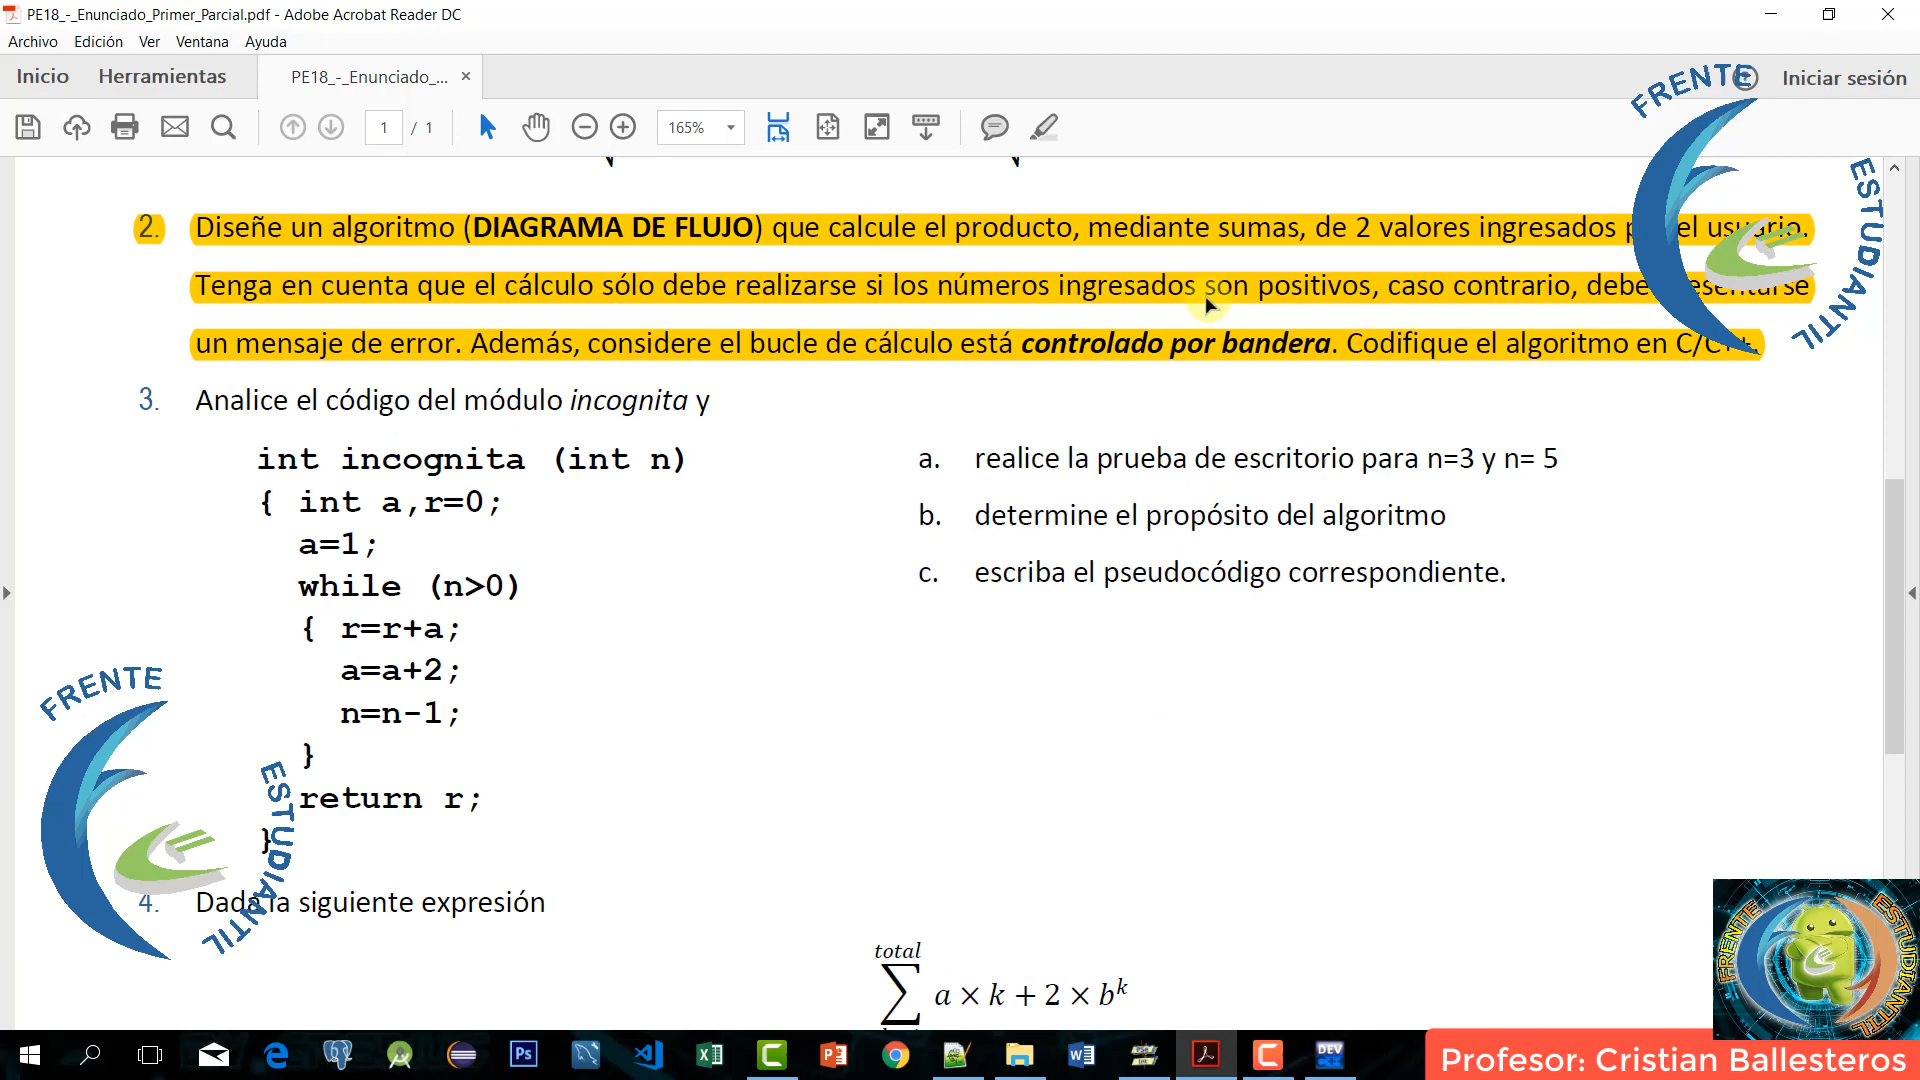 PE18_-_Enunciado_Primer_Parcial.pdf - Adobe Acrobat Reader DC
Archivo Edición Ver Ventana Ayuda
Inicio Herramientas PE18_-_Enunciado_... × Iniciar sesión
1 / 1 165%
2. Diseñe un algoritmo (DIAGRAMA DE FLUJO) que calcule el producto, mediante sumas, de 2 valores ingresados el usuario.
Tenga en cuenta que el cálculo sólo debe realizarse si los números ingresados son positivos, caso contrario, debe
un mensaje de error. Además, considere el bucle de cálculo está controlado por bandera. Codifique el algoritmo en C/C++.
3. Analice el código del módulo incognita y
int incognita (int n)
{ int a,r=0;
a=1;
while (n>0)
{ r=r+a;
a=a+2;
n=n-1;
}
return r;
}
a. realice la prueba de escritorio para n=3 y n= 5
b. determine el propósito del algoritmo
c. escriba el pseudocódigo correspondiente.
4. Dada la siguiente expresión
total
∑ a × k + 2 × b^k
FRENTE ESTUDIANTIL
FRENTE ESTUDIANTIL
FRENTE ESTUDIANTIL
Ps
DEV
Profesor: Cristian Ballesteros